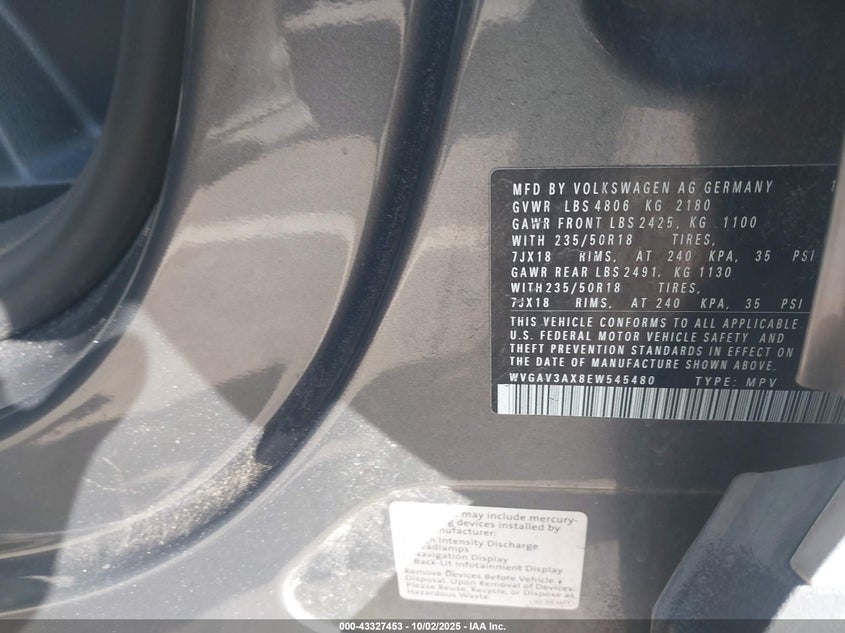 MFD BY VOLKSWAGEN AG GERMANY
GVWR LBS 4806 KG 2180
GAWR FRONT LBS 2425, KG 1100
WITH 235/50R18 TIRES,
7JX18 RIMS, AT 240 KPA, 35 PSI
GAWR REAR LBS 2491, KG 1130
WITH 235/50R18 TIRES,
7JX18 RIMS, AT 240 KPA, 35 PSI
THIS VEHICLE CONFORMS TO ALL APPLICABLE
U.S. FEDERAL MOTOR VEHICLE SAFETY AND
THEFT PREVENTION STANDARDS IN EFFECT ON
THE DATE OF MANUFACTURE SHOWN ABOVE.
WVGAV3AX8EW545480 TYPE: MPV
may include mercury-
devices installed by
Intensity Discharge
Navigation Display
Back-Lit Infotainment Display
Remove Devices Before Vehicle
Disposal. Upon Removal of Devices:
Please Reuse, Recycle, or Dispose as
Hazardous Waste.
000-43327453 - 10/02/2025 - IAA Inc.